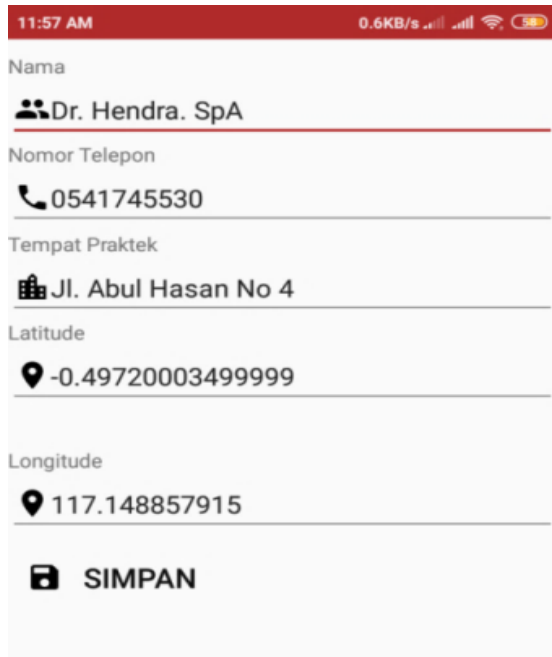 11:57 AM 0.6KB/s 58
Nama
Dr. Hendra. SpA
Nomor Telepon
0541745530
Tempat Praktek
Jl. Abul Hasan No 4
Latitude
-0.49720003499999
Longitude
117.148857915
SIMPAN